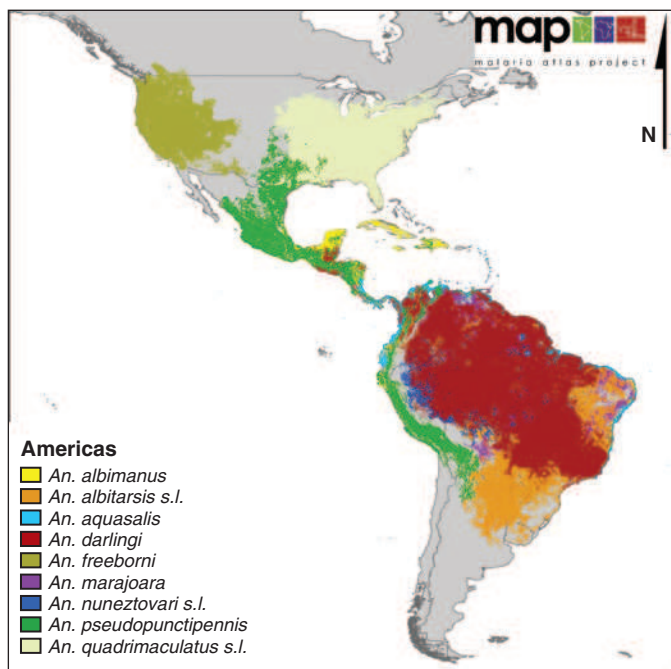 map
malaria atlas project
N
Americas
An. albimanus
An. albitarsis s.l.
An. aquasalis
An. darlingi
An. freeborni
An. marajoara
An. nuneztovari s.l.
An. pseudopunctipennis
An. quadrimaculatus s.l.